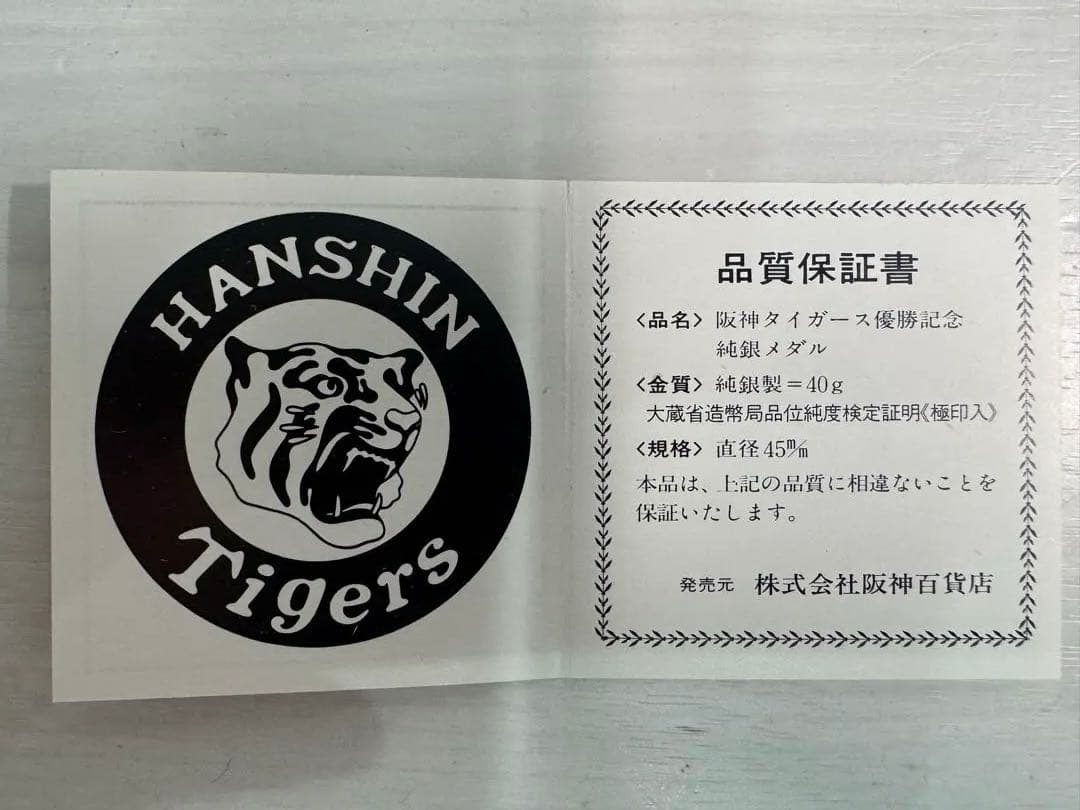 HANSHIN
Tigers
品質保証書
〈品名〉 阪神タイガース優勝記念
純銀メダル
〈金質〉 純銀製=40g
大蔵省造幣局品位純度検定証明《極印入》
〈規格〉 直径45m/m
本品は、上記の品質に相違ないことを
保証いたします。
発売元 株式会社阪神百貨店